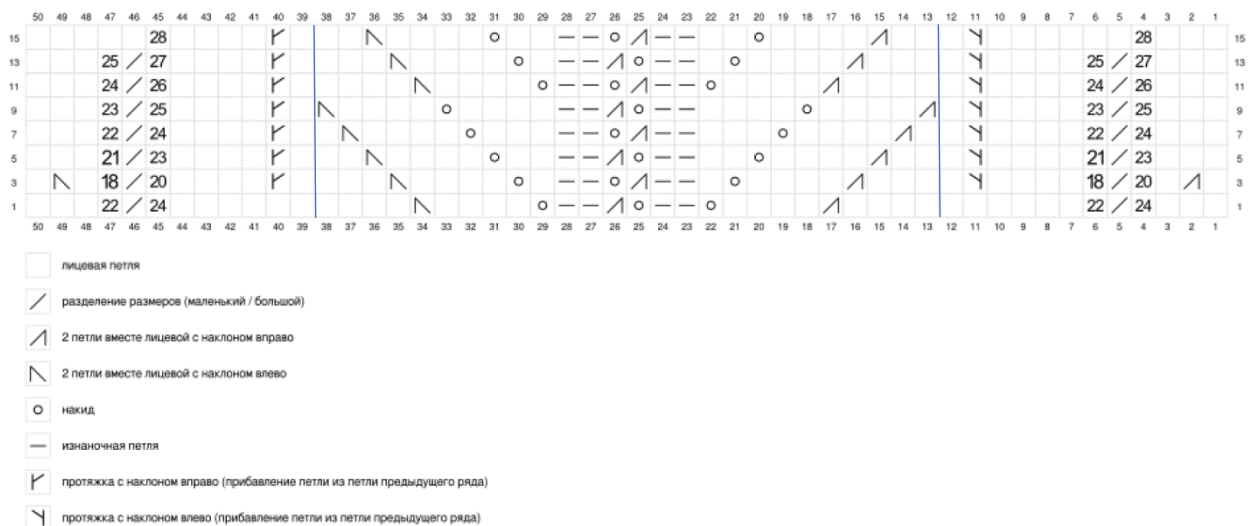 50 49 48 47 46 45 44 43 42 41 40 39 38 37 36 35 34 33 32 31 30 29 28 27 26 25 24 23 22 21 20 19 18 17 16 15 14 13 12 11 10 9 8 7 6 5 4 3 2 1
15 28 28 15
13 25 / 27 25 / 27 13
11 24 / 26 24 / 26 11
9 23 / 25 23 / 25 9
7 22 / 24 22 / 24 7
5 21 / 23 21 / 23 5
3 18 / 20 18 / 20 3
1 22 / 24 22 / 24 1
50 49 48 47 46 45 44 43 42 41 40 39 38 37 36 35 34 33 32 31 30 29 28 27 26 25 24 23 22 21 20 19 18 17 16 15 14 13 12 11 10 9 8 7 6 5 4 3 2 1
лицевая петля
разделение размеров (маленький / большой)
2 петли вместе лицевой с наклоном вправо
2 петли вместе лицевой с наклоном влево
накид
изнаночная петля
протяжка с наклоном вправо (прибавление петли из петли предыдущего ряда)
протяжка с наклоном влево (прибавление петли из петли предыдущего ряда)